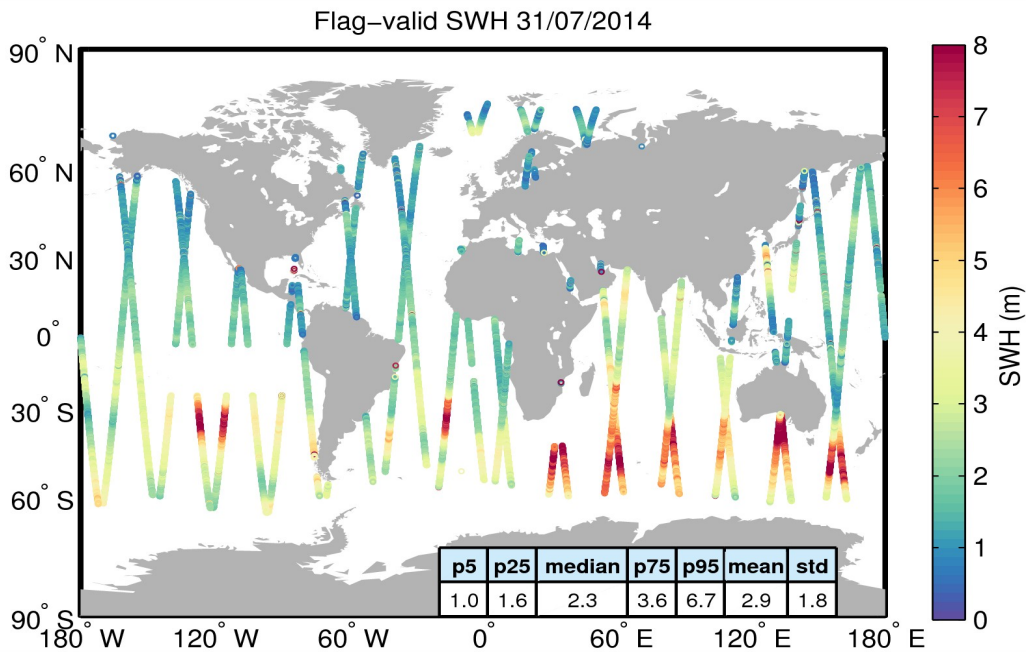 Flag−valid SWH 31/07/2014
90° N
60° N
30° N
0°
30° S
60° S
90° S
180° W
120° W
60° W
0°
60° E
120° E
180° E
p5 p25 median p75 p95 mean std
1.0 1.6 2.3 3.6 6.7 2.9 1.8
8
7
6
5
4
3
2
1
0
SWH (m)